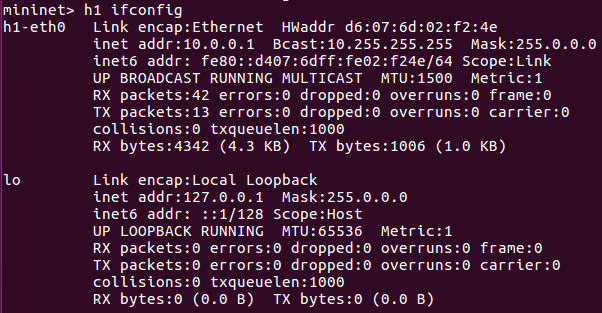 mininet> h1 ifconfig
h1-eth0   Link encap:Ethernet  HWaddr d6:07:6d:02:f2:4e
          inet addr:10.0.0.1  Bcast:10.255.255.255  Mask:255.0.0.0
          inet6 addr: fe80::d407:6dff:fe02:f24e/64 Scope:Link
          UP BROADCAST RUNNING MULTICAST  MTU:1500  Metric:1
          RX packets:42 errors:0 dropped:0 overruns:0 frame:0
          TX packets:13 errors:0 dropped:0 overruns:0 carrier:0
          collisions:0 txqueuelen:1000
          RX bytes:4342 (4.3 KB)  TX bytes:1006 (1.0 KB)

lo        Link encap:Local Loopback
          inet addr:127.0.0.1  Mask:255.0.0.0
          inet6 addr: ::1/128 Scope:Host
          UP LOOPBACK RUNNING  MTU:65536  Metric:1
          RX packets:0 errors:0 dropped:0 overruns:0 frame:0
          TX packets:0 errors:0 dropped:0 overruns:0 carrier:0
          collisions:0 txqueuelen:1000
          RX bytes:0 (0.0 B)  TX bytes:0 (0.0 B)